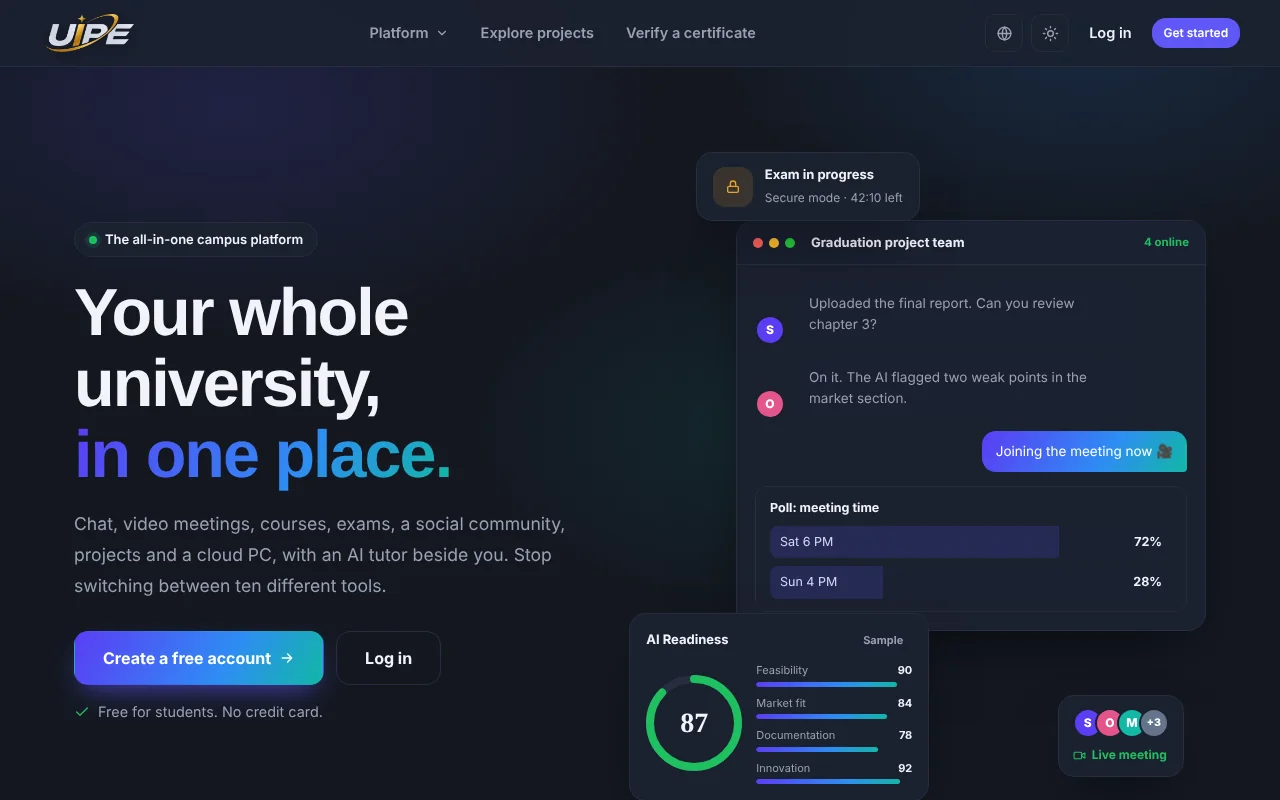 UiPE
Platform
Explore projects
Verify a certificate
Log in
Get started
Exam in progress
Secure mode · 42:10 left
The all-in-one campus platform
Your whole
university,
in one place.
Chat, video meetings, courses, exams, a social community,
projects and a cloud PC, with an AI tutor beside you. Stop
switching between ten different tools.
Create a free account →
Log in
Free for students. No credit card.
Graduation project team
4 online
S
Uploaded the final report. Can you review
chapter 3?
O
On it. The AI flagged two weak points in the
market section.
Joining the meeting now 🎥
Poll: meeting time
Sat 6 PM 72%
Sun 4 PM 28%
AI Readiness
Sample
87
Feasibility 90
Market fit 84
Documentation 78
Innovation 92
S O M +3
Live meeting